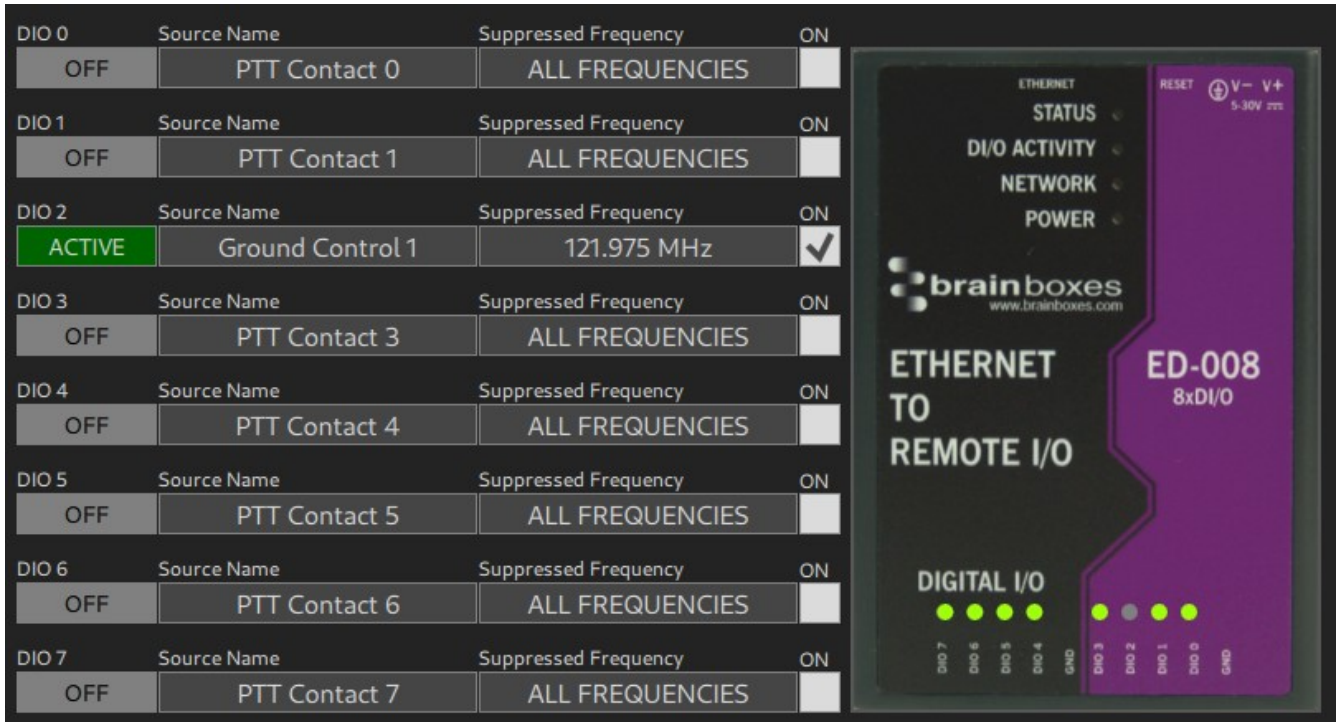 DIO 0 Source Name Suppressed Frequency ON
OFF PTT Contact 0 ALL FREQUENCIES
DIO 1 Source Name Suppressed Frequency ON
OFF PTT Contact 1 ALL FREQUENCIES
DIO 2 Source Name Suppressed Frequency ON
ACTIVE Ground Control 1 121.975 MHz
DIO 3 Source Name Suppressed Frequency ON
OFF PTT Contact 3 ALL FREQUENCIES
DIO 4 Source Name Suppressed Frequency ON
OFF PTT Contact 4 ALL FREQUENCIES
DIO 5 Source Name Suppressed Frequency ON
OFF PTT Contact 5 ALL FREQUENCIES
DIO 6 Source Name Suppressed Frequency ON
OFF PTT Contact 6 ALL FREQUENCIES
DIO 7 Source Name Suppressed Frequency ON
OFF PTT Contact 7 ALL FREQUENCIES
ETHERNET RESET V- V+
STATUS 5-30V
DI/O ACTIVITY
NETWORK
POWER
brainboxes
www.brainboxes.com
ETHERNET
TO
REMOTE I/O
ED-008
8xDI/O
DIGITAL I/O
DIO 7 DIO 6 DIO 5 DIO 4 GND DIO 3 DIO 2 DIO 1 DIO 0 GND